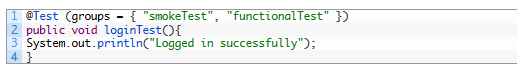 1 @Test (groups = { "smokeTest", "functionalTest" })
2 public void loginTest(){
3 System.out.println("Logged in successfully");
4 }